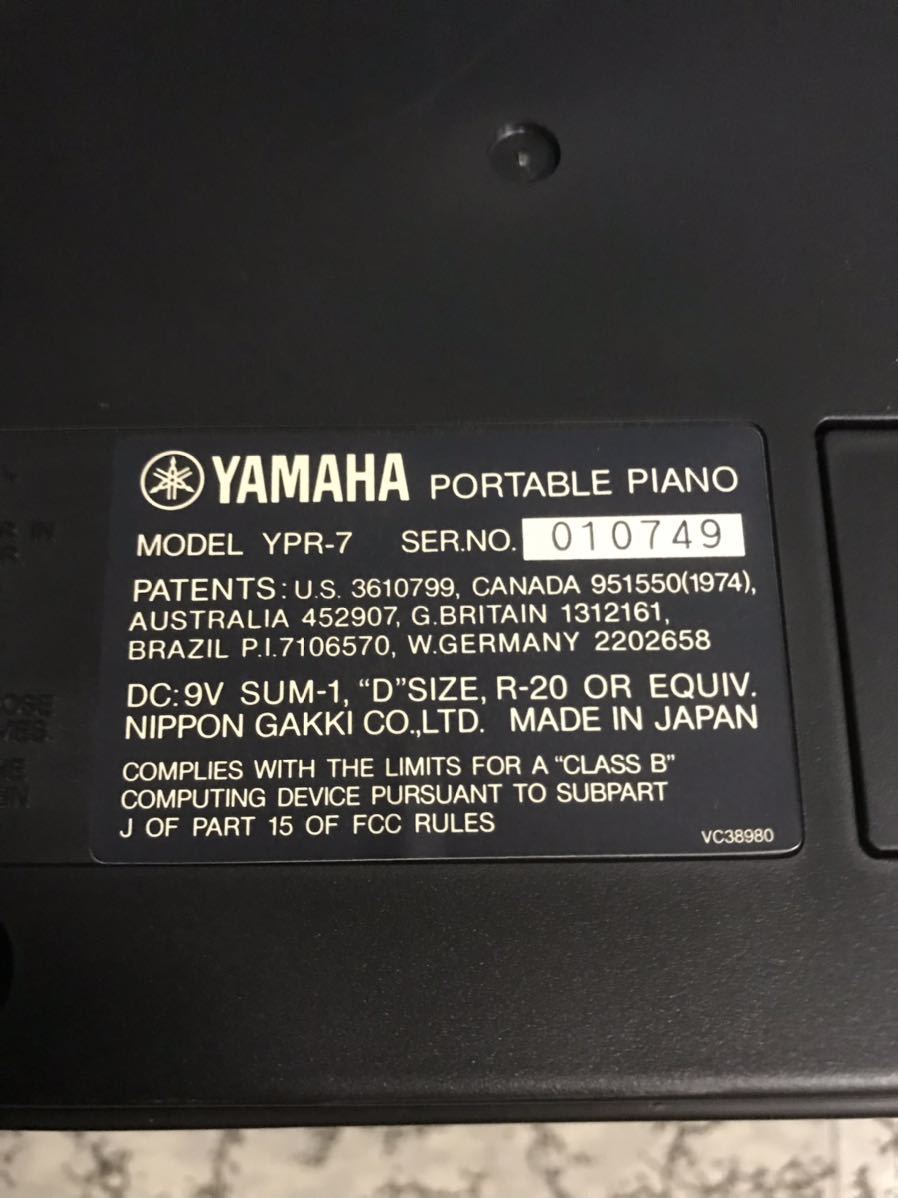 YAMAHA PORTABLE PIANO
MODEL YPR-7 SER.NO. 010749
PATENTS: U.S. 3610799, CANADA 951550(1974),
AUSTRALIA 452907, G.BRITAIN 1312161,
BRAZIL P.I.7106570, W.GERMANY 2202658
DC:9V SUM-1, "D"SIZE, R-20 OR EQUIV.
NIPPON GAKKI CO.,LTD. MADE IN JAPAN
COMPLIES WITH THE LIMITS FOR A "CLASS B"
COMPUTING DEVICE PURSUANT TO SUBPART
J OF PART 15 OF FCC RULES
VC38980